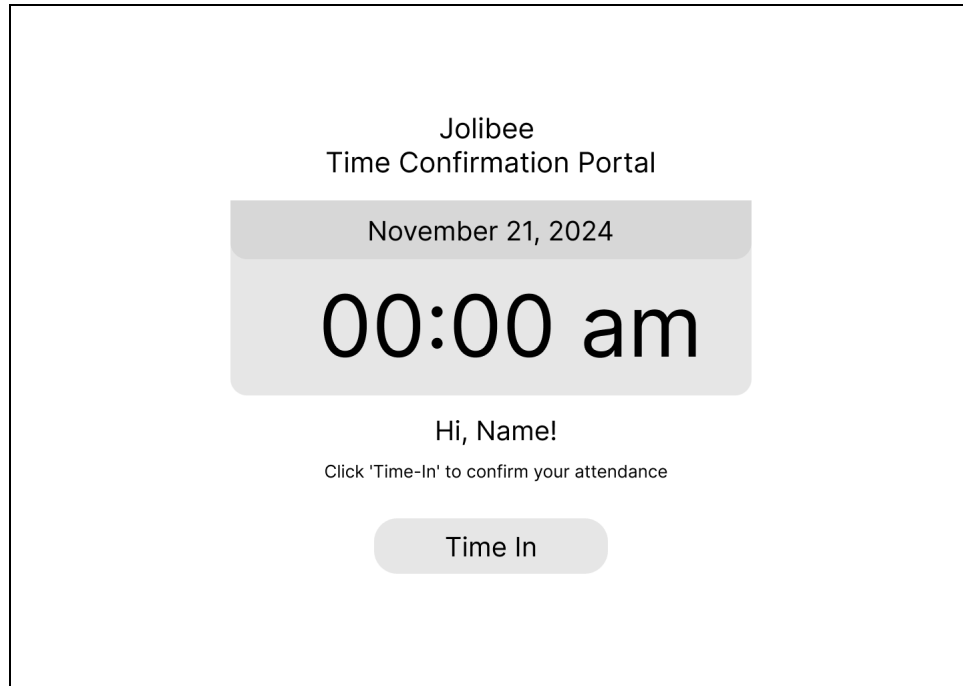 Jolibee
Time Confirmation Portal
November 21, 2024
00:00 am
Hi, Name!
Click 'Time-In' to confirm your attendance
Time In